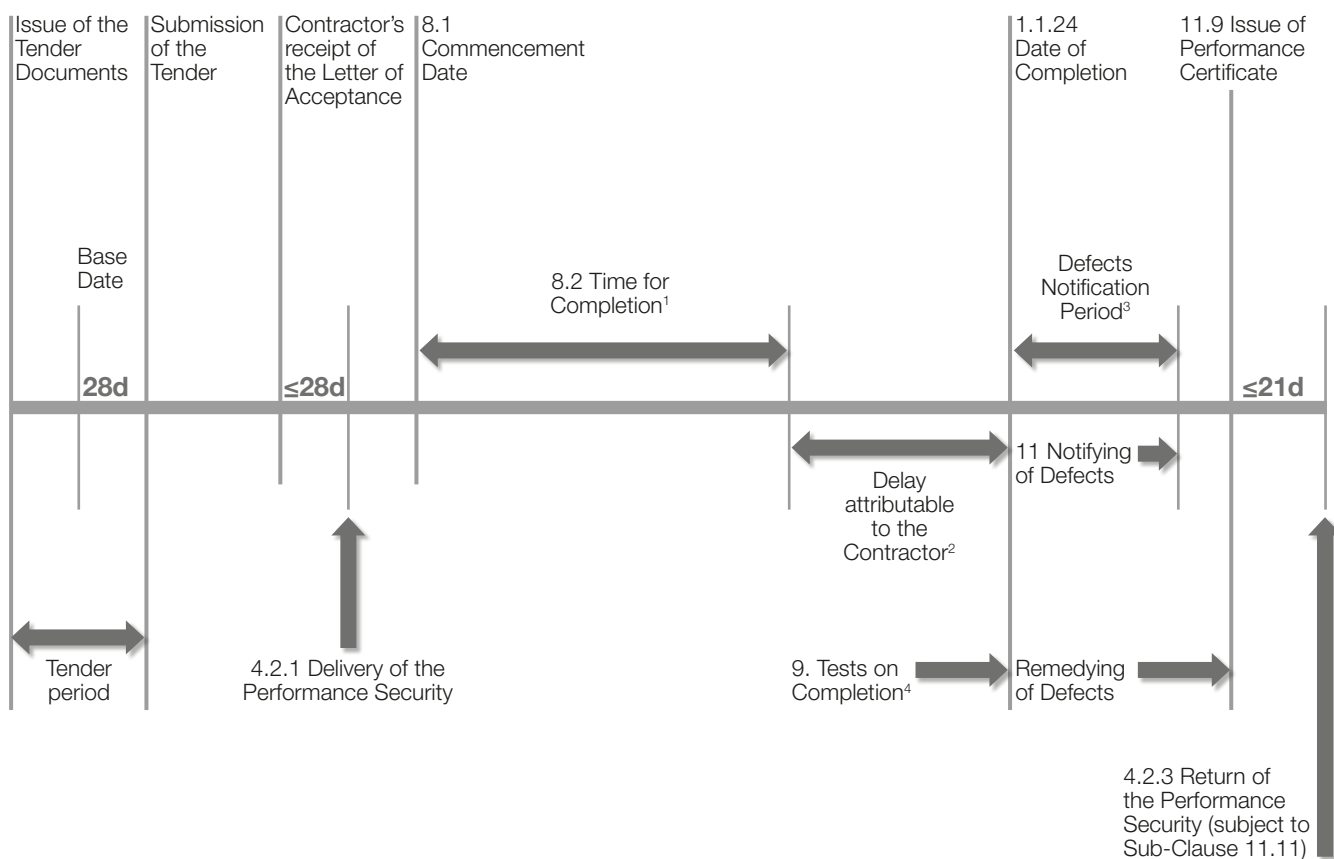 Issue of the
Tender
Documents
Submission
of the
Tender
Contractor’s
receipt of
the Letter of
Acceptance
8.1
Commencement
Date
1.1.24
Date of
Completion
11.9 Issue of
Performance
Certificate
Base
Date
8.2 Time for
Completion¹
Defects
Notification
Period³
28d
≤28d
≤21d
Delay
attributable
to the
Contractor²
11 Notifying
of Defects
Tender
period
4.2.1 Delivery of the
Performance Security
9. Tests on
Completion⁴
Remedying
of Defects
4.2.3 Return of
the Performance
Security (subject to
Sub-Clause 11.11)